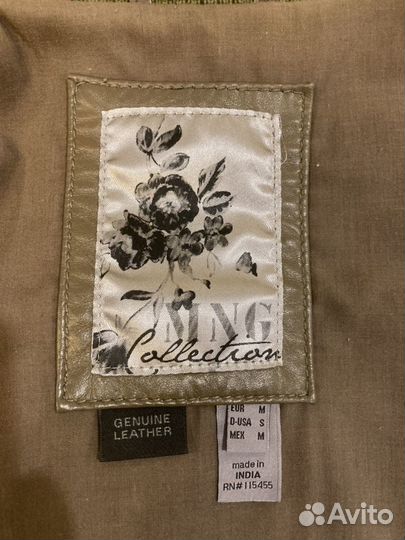 MNG
Collection
GENUINE
LEATHER
EUR M
D-USA S
MEX M
made in
INDIA
RN# 115455
Avito